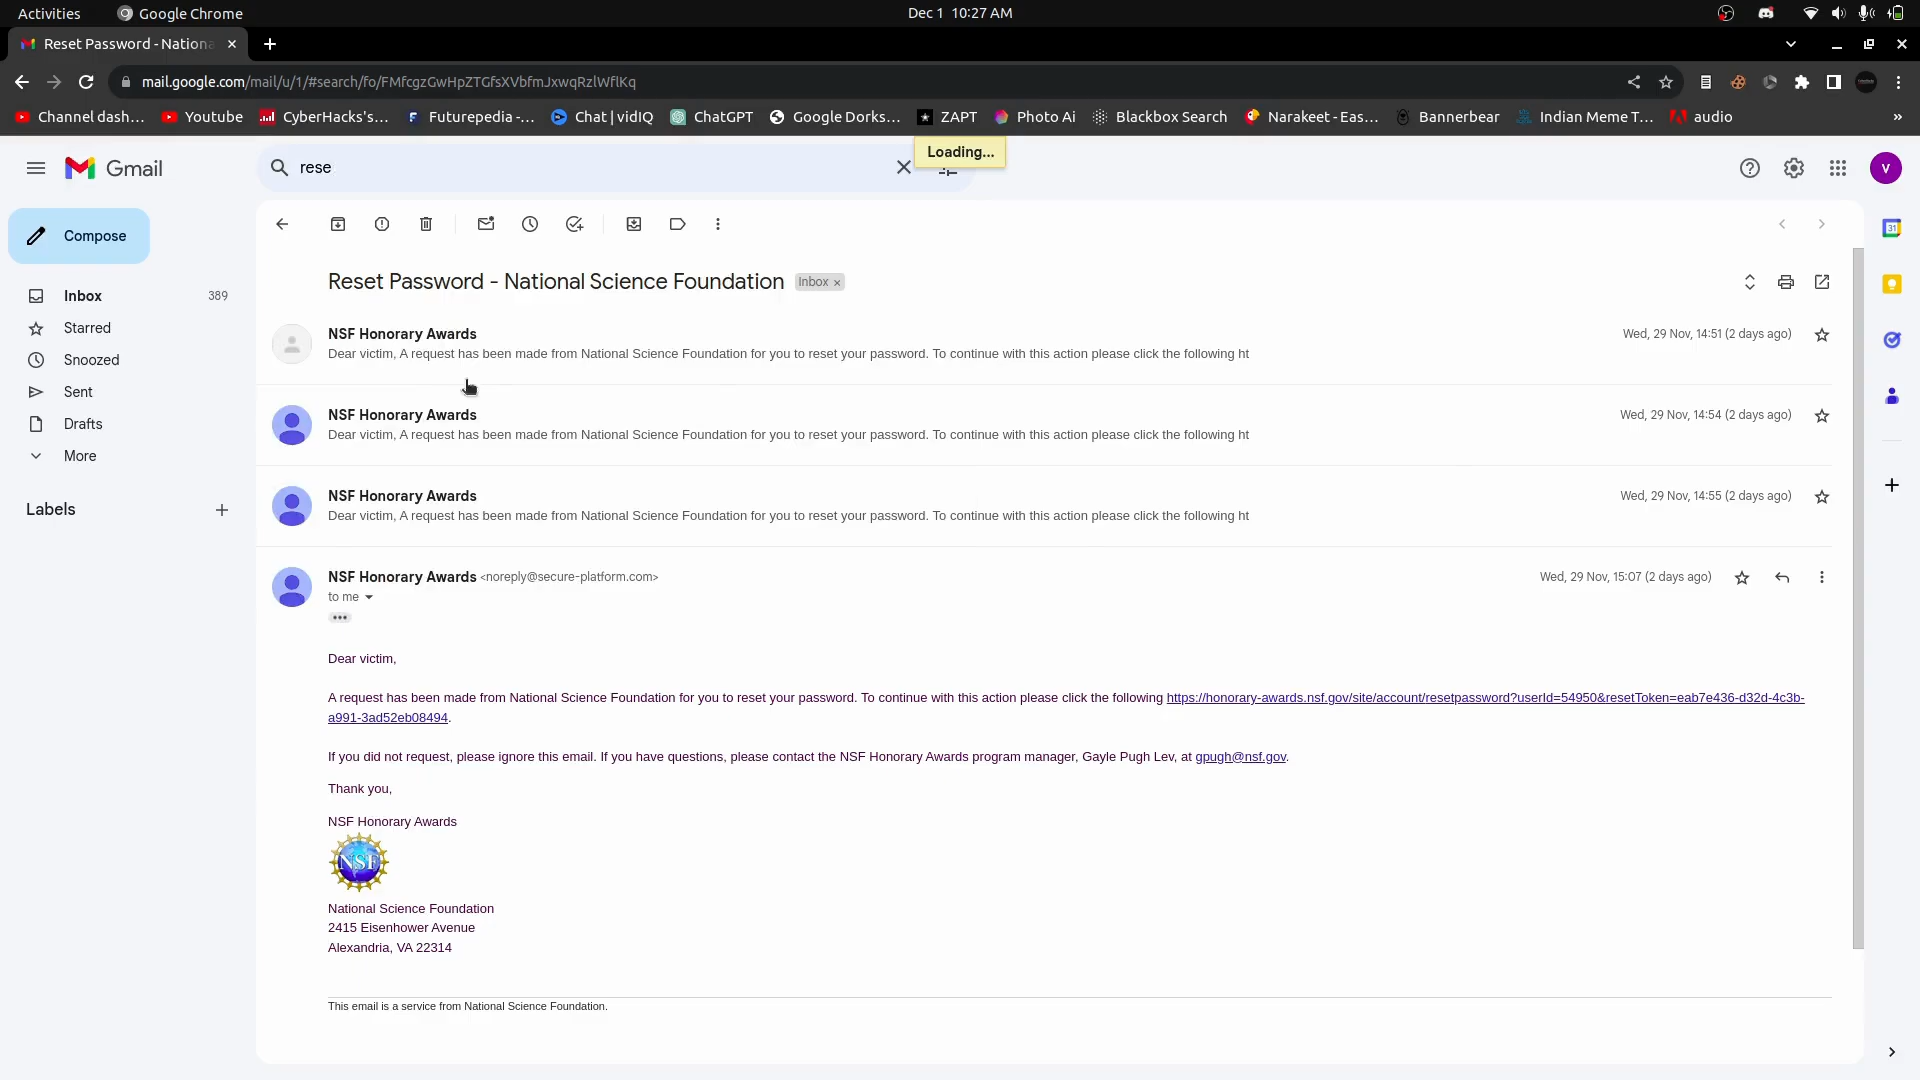 Activities Google Chrome Dec 1 10:27 AM
Reset Password - Nationa
mail.google.com/mail/u/1/#search/fo/FMfcgzGwHpZTGfsXVbfmJxwqRzlWflKq
Channel dash... Youtube CyberHacks's... Futurepedia -... Chat | vidIQ ChatGPT Google Dorks... ZAPT Photo Ai Blackbox Search Narakeet - Eas... Bannerbear Indian Meme T... audio »
Loading...
Gmail rese V
Compose
Inbox 389
Starred
Snoozed
Sent
Drafts
More
Labels
Reset Password - National Science Foundation Inbox ×
NSF Honorary Awards Wed, 29 Nov, 14:51 (2 days ago)
Dear victim, A request has been made from National Science Foundation for you to reset your password. To continue with this action please click the following ht
NSF Honorary Awards Wed, 29 Nov, 14:54 (2 days ago)
Dear victim, A request has been made from National Science Foundation for you to reset your password. To continue with this action please click the following ht
NSF Honorary Awards Wed, 29 Nov, 14:55 (2 days ago)
Dear victim, A request has been made from National Science Foundation for you to reset your password. To continue with this action please click the following ht
NSF Honorary Awards <noreply@secure-platform.com> Wed, 29 Nov, 15:07 (2 days ago)
to me
Dear victim,
A request has been made from National Science Foundation for you to reset your password. To continue with this action please click the following https://honorary-awards.nsf.gov/site/account/resetpassword?userId=54950&resetToken=eab7e436-d32d-4c3b-
a991-3ad52eb08494.
If you did not request, please ignore this email. If you have questions, please contact the NSF Honorary Awards program manager, Gayle Pugh Lev, at gpugh@nsf.gov.
Thank you,
NSF Honorary Awards
NSF
National Science Foundation
2415 Eisenhower Avenue
Alexandria, VA 22314
This email is a service from National Science Foundation.
31